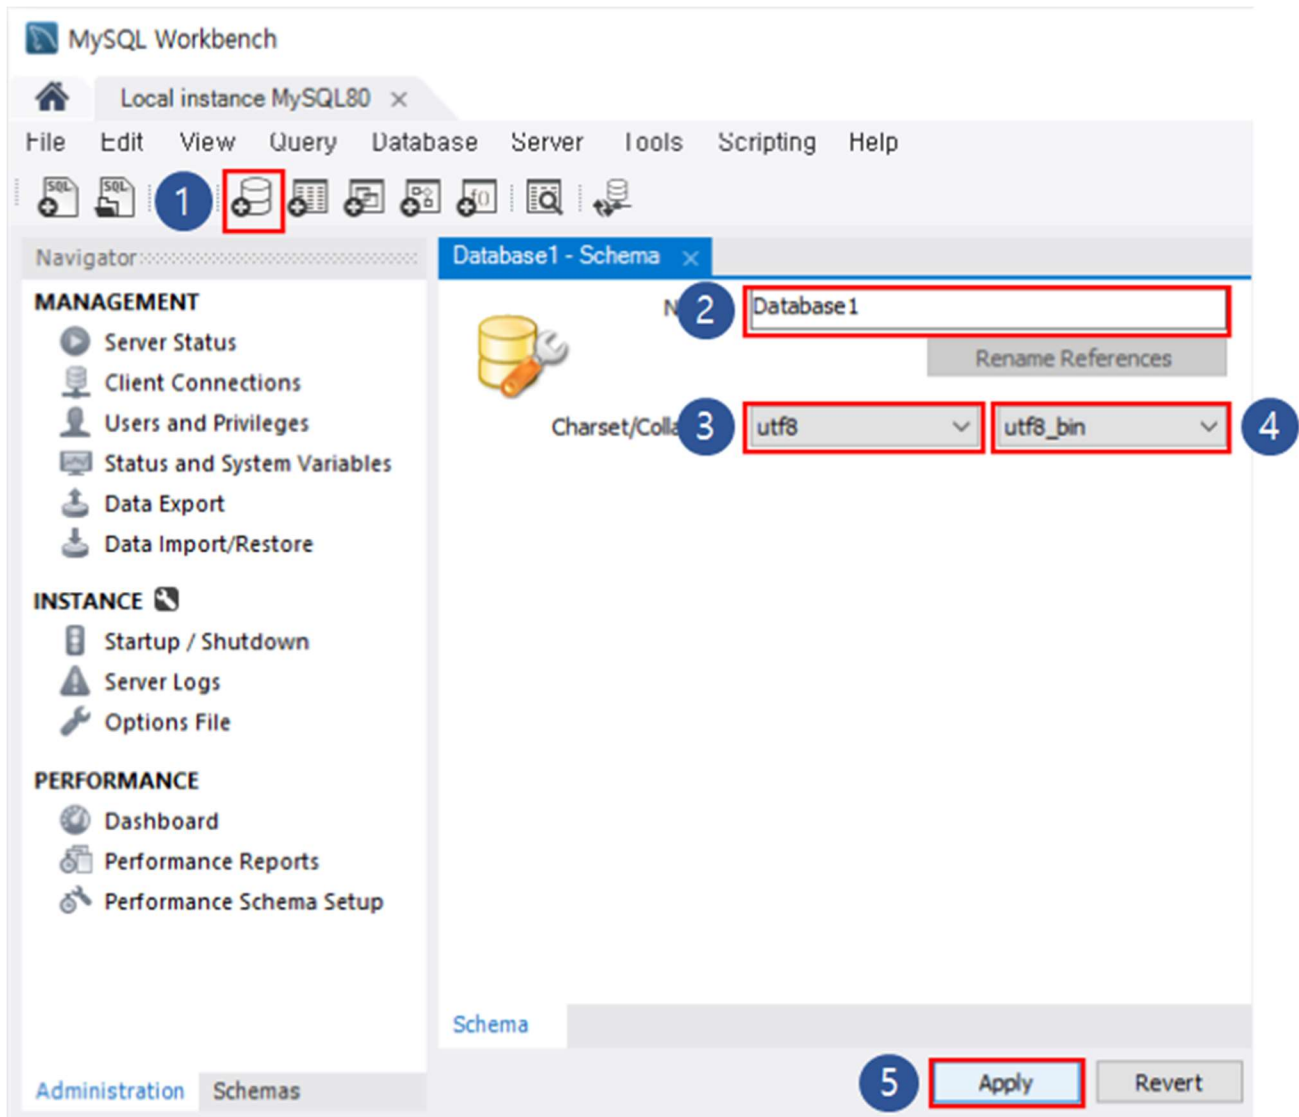 MySQL Workbench
Local instance MySQL80
File Edit View Query Database Server Tools Scripting Help
SQL SQL 1 f()
Navigator
MANAGEMENT
Server Status
Client Connections
Users and Privileges
Status and System Variables
Data Export
Data Import/Restore
INSTANCE
Startup / Shutdown
Server Logs
Options File
PERFORMANCE
Dashboard
Performance Reports
Performance Schema Setup
Administration Schemas
Database1 - Schema
2 Database1
Rename References
Charset/Colla 3 utf8 utf8_bin 4
Schema
5 Apply Revert